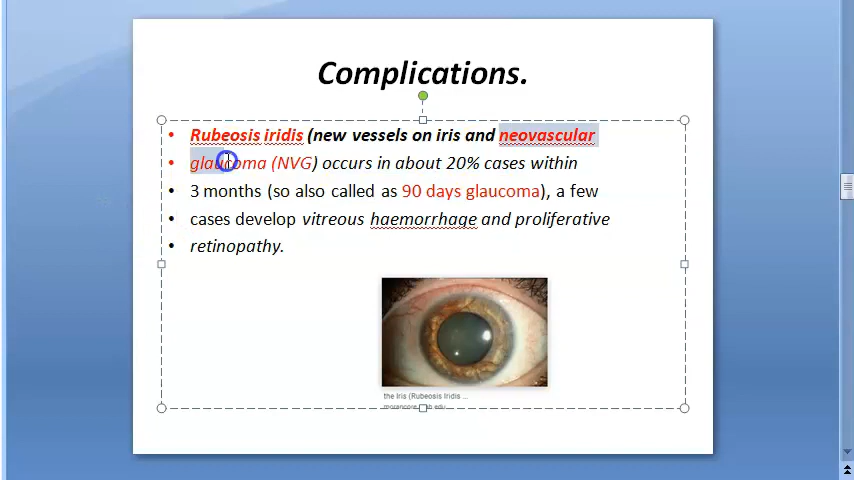 Complications.
• Rubeosis iridis (new vessels on iris and neovascular
• glaucoma (NVG) occurs in about 20% cases within
• 3 months (so also called as 90 days glaucoma), a few
• cases develop vitreous haemorrhage and proliferative
• retinopathy.
the Iris (Rubeosis Iridis ...